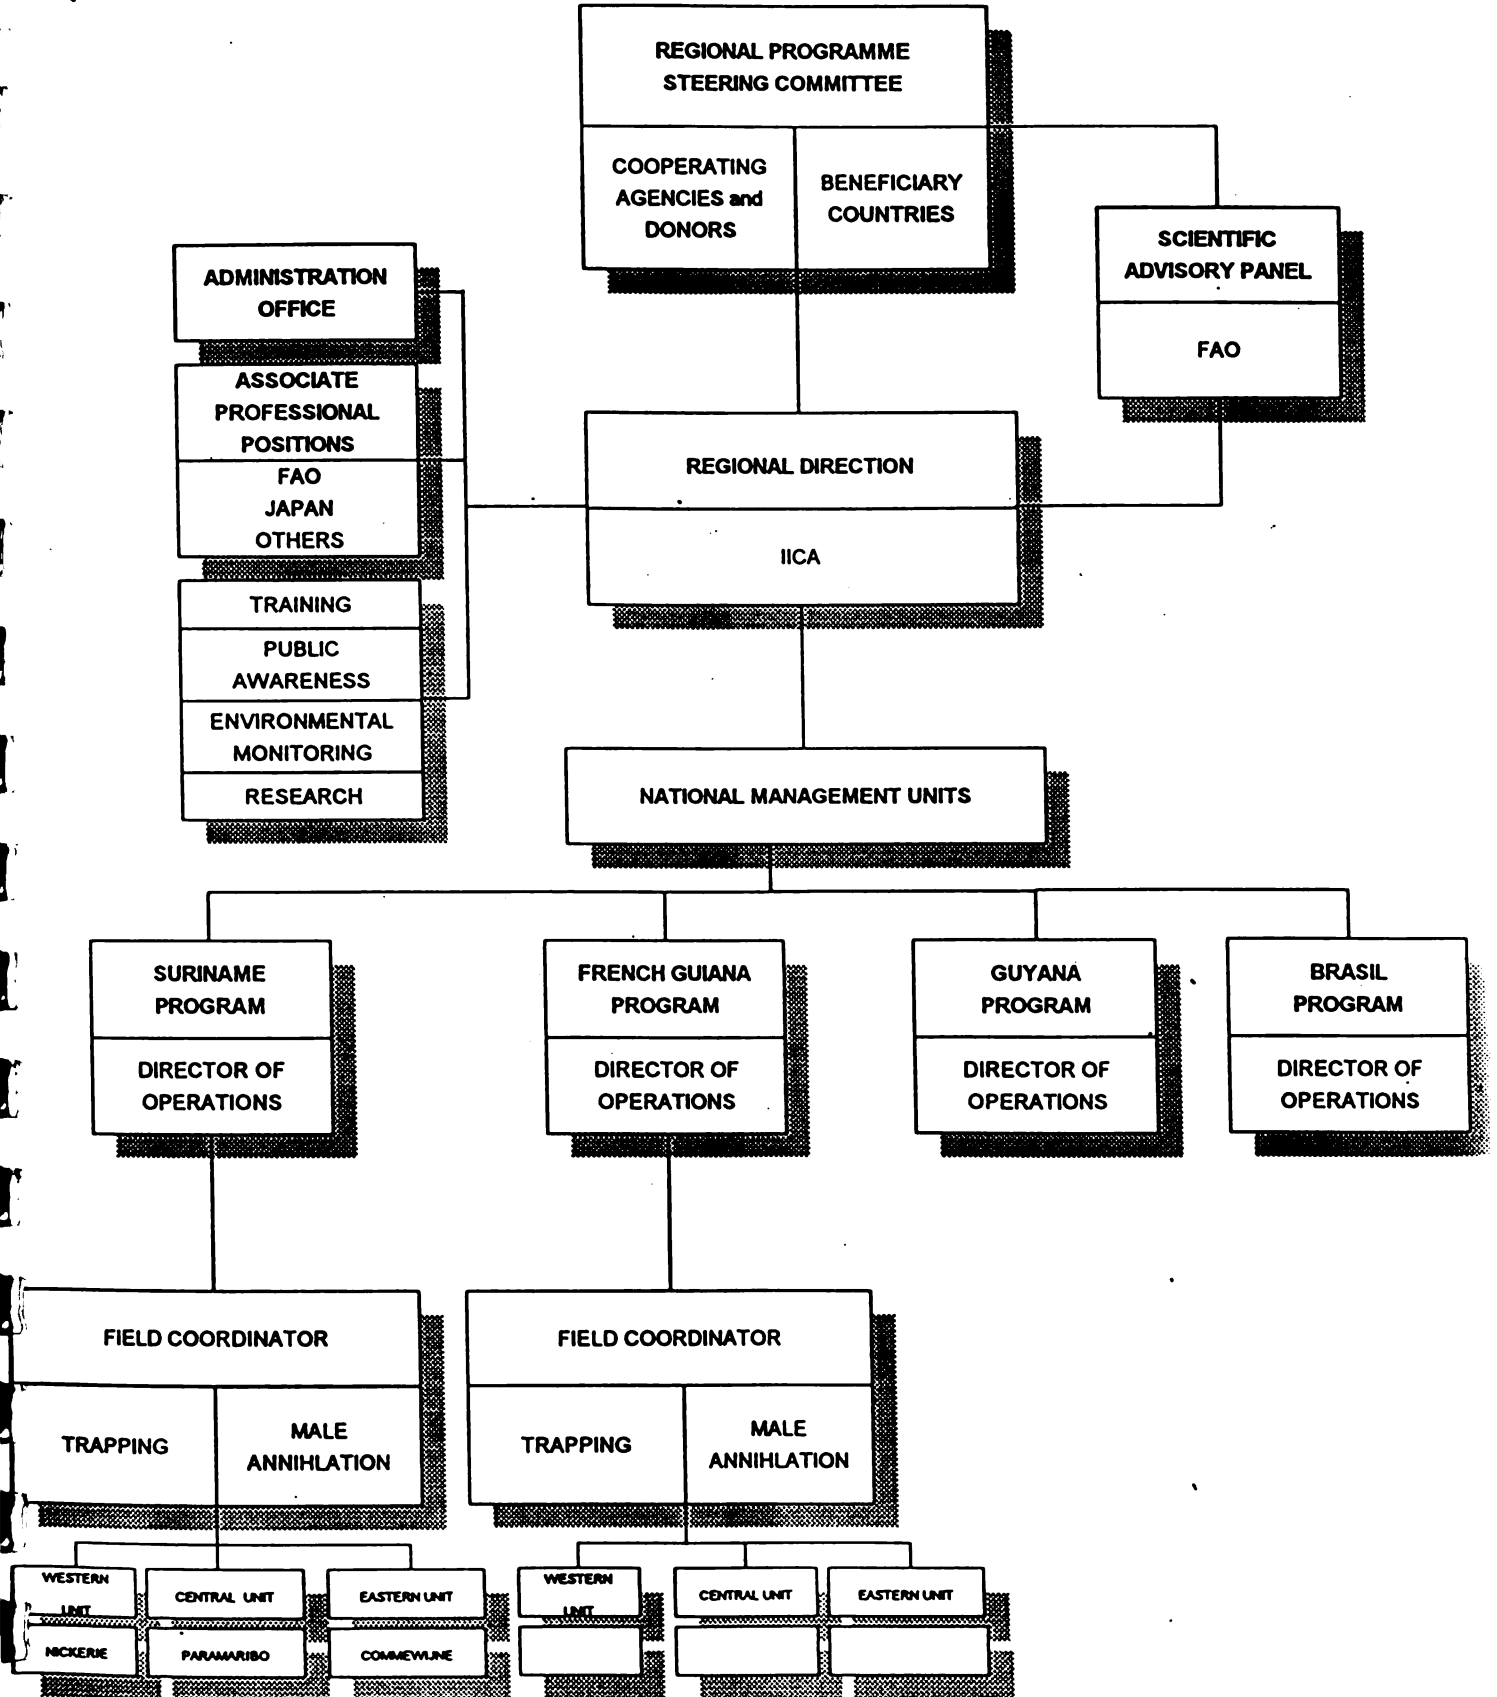 REGIONAL PROGRAMME
STEERING COMMITTEE
COOPERATING
AGENCIES and
DONORS
BENEFICIARY
COUNTRIES
SCIENTIFIC
ADVISORY PANEL
FAO
ADMINISTRATION
OFFICE
ASSOCIATE
PROFESSIONAL
POSITIONS
FAO
JAPAN
OTHERS
REGIONAL DIRECTION
IICA
TRAINING
PUBLIC
AWARENESS
ENVIRONMENTAL
MONITORING
RESEARCH
NATIONAL MANAGEMENT UNITS
SURINAME
PROGRAM
DIRECTOR OF
OPERATIONS
FRENCH GUIANA
PROGRAM
DIRECTOR OF
OPERATIONS
GUYANA
PROGRAM
DIRECTOR OF
OPERATIONS
BRASIL
PROGRAM
DIRECTOR OF
OPERATIONS
FIELD COORDINATOR
TRAPPING
MALE
ANNIHLATION
FIELD COORDINATOR
TRAPPING
MALE
ANNIHLATION
WESTERN
UNIT
NICKERIE
CENTRAL UNIT
PARAMARIBO
EASTERN UNIT
COMMEWIJNE
WESTERN
UNIT
CENTRAL UNIT
EASTERN UNIT